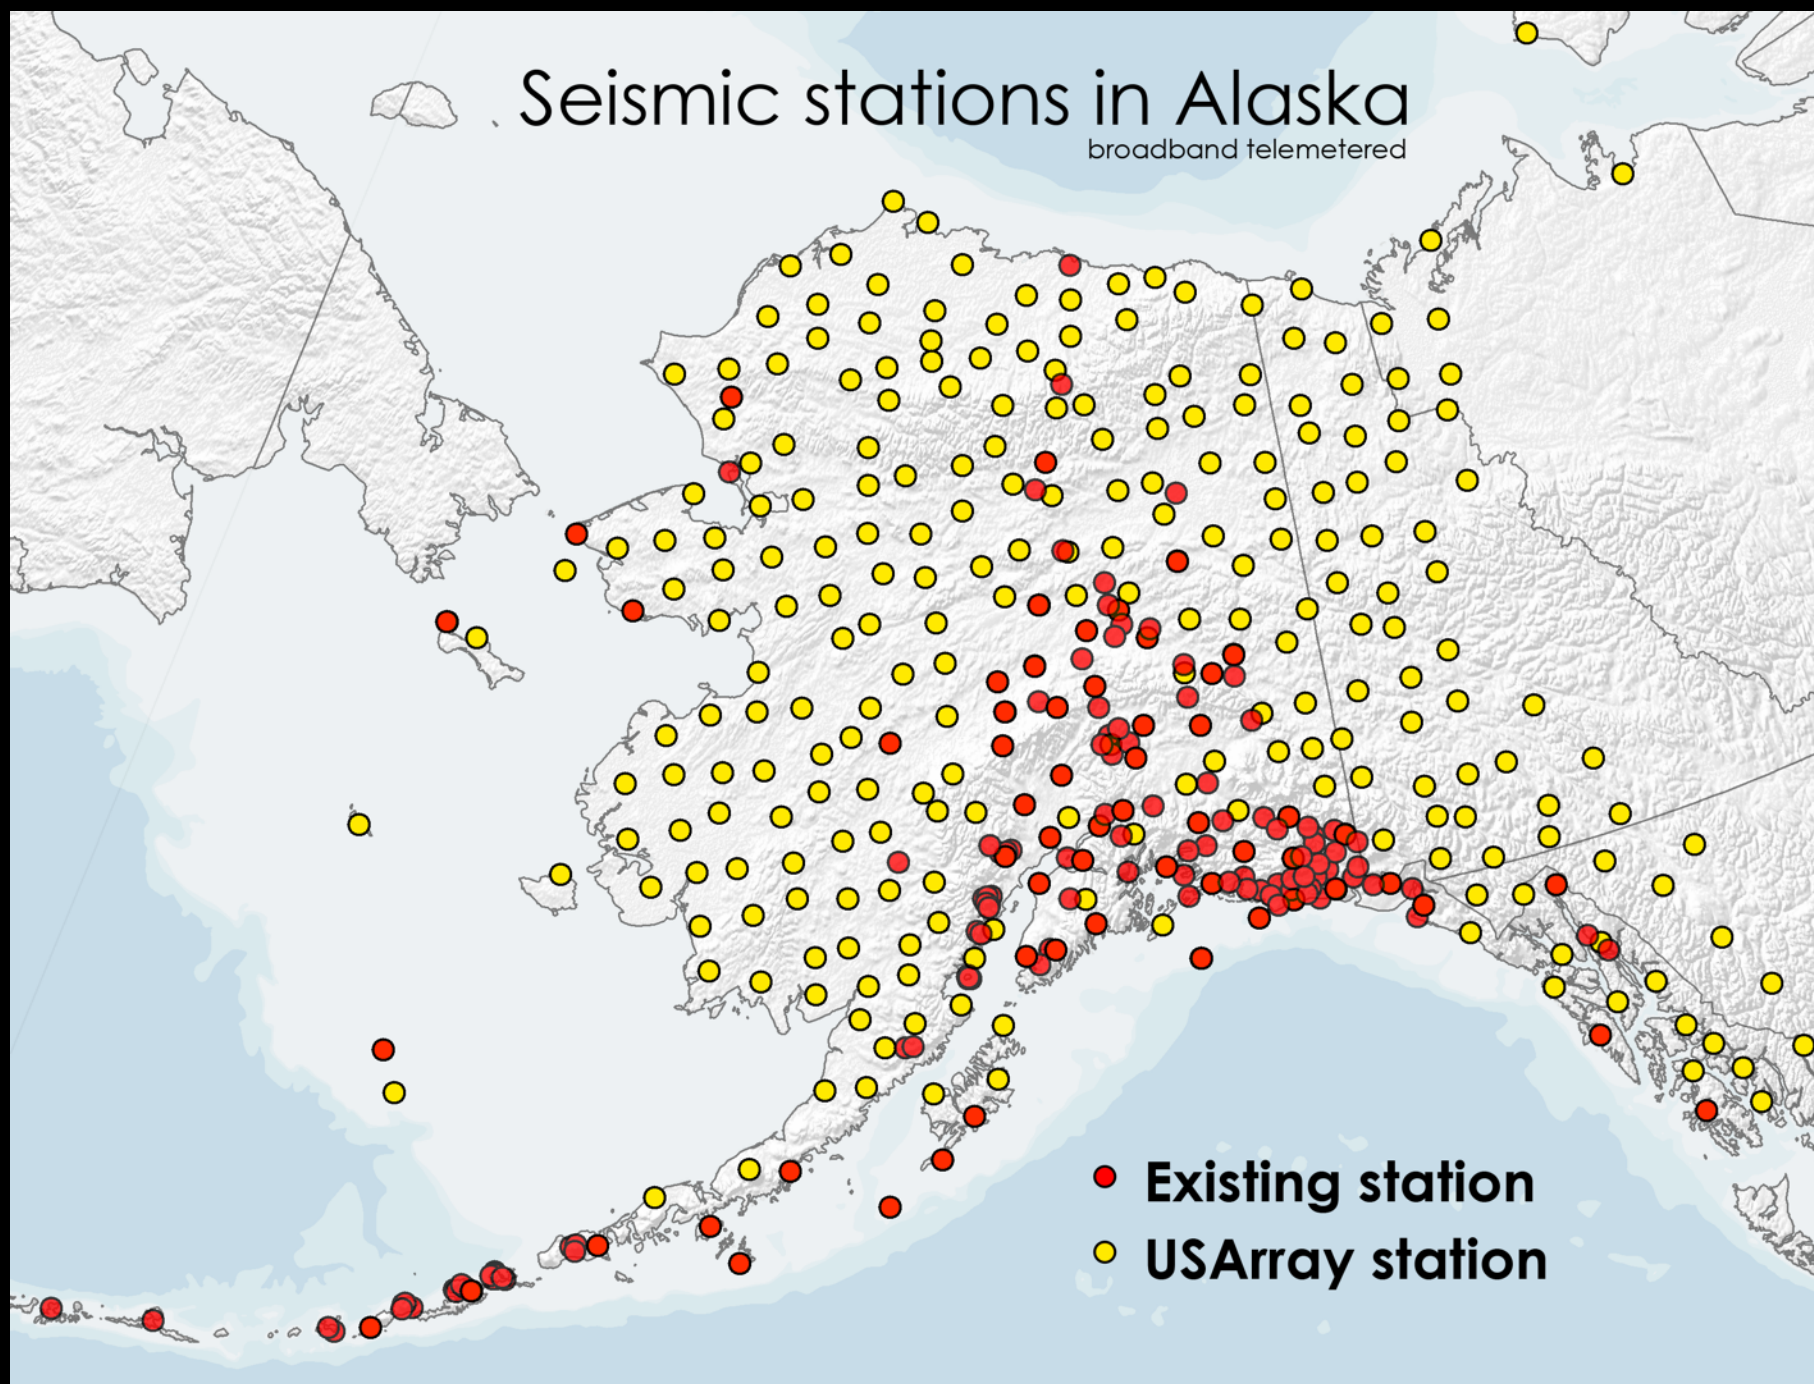 Seismic stations in Alaska
broadband telemetered
Existing station
USArray station